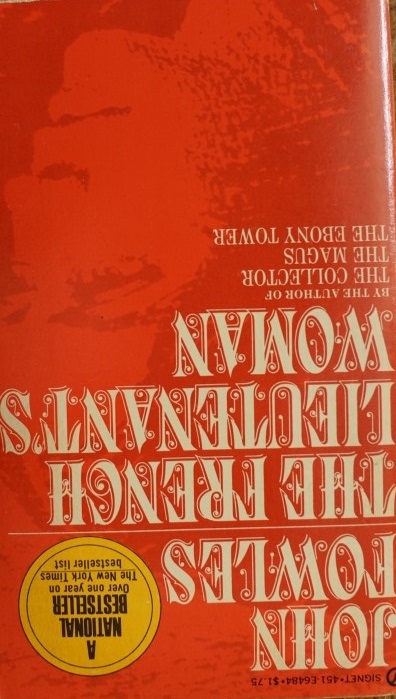 SIGNET•451-E6484•$1.75
JOHN
FOWLES
A
NATIONAL
BESTSELLER
Over one year on
The New York Times
bestseller list
THE FRENCH
LIEUTENANT'S
WOMAN
BY THE AUTHOR OF
THE COLLECTOR
THE MAGUS
THE EBONY TOWER